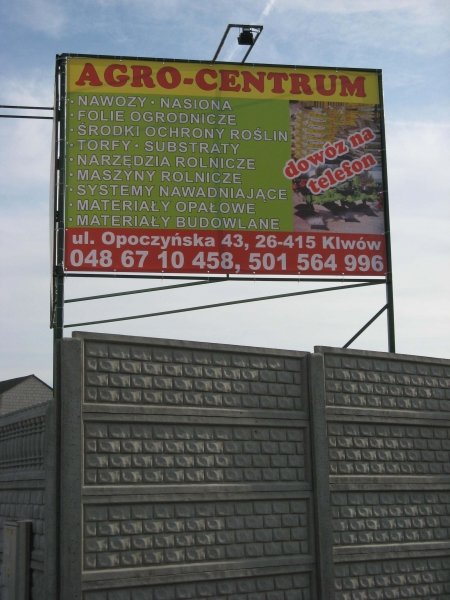 AGRO-CENTRUM
· NAWOZY · NASIONA
· FOLIE OGRODNICZE
· ŚRODKI OCHRONY ROŚLIN
· TORFY · SUBSTRATY
· NARZĘDZIA ROLNICZE
· MASZYNY ROLNICZE
· SYSTEMY NAWADNIAJĄCE
· MATERIAŁY OPAŁOWE
· MATERIAŁY BUDOWLANE
dowóz na
telefon
ul. Opoczyńska 43, 26-415 Klwów
048 67 10 458, 501 564 996